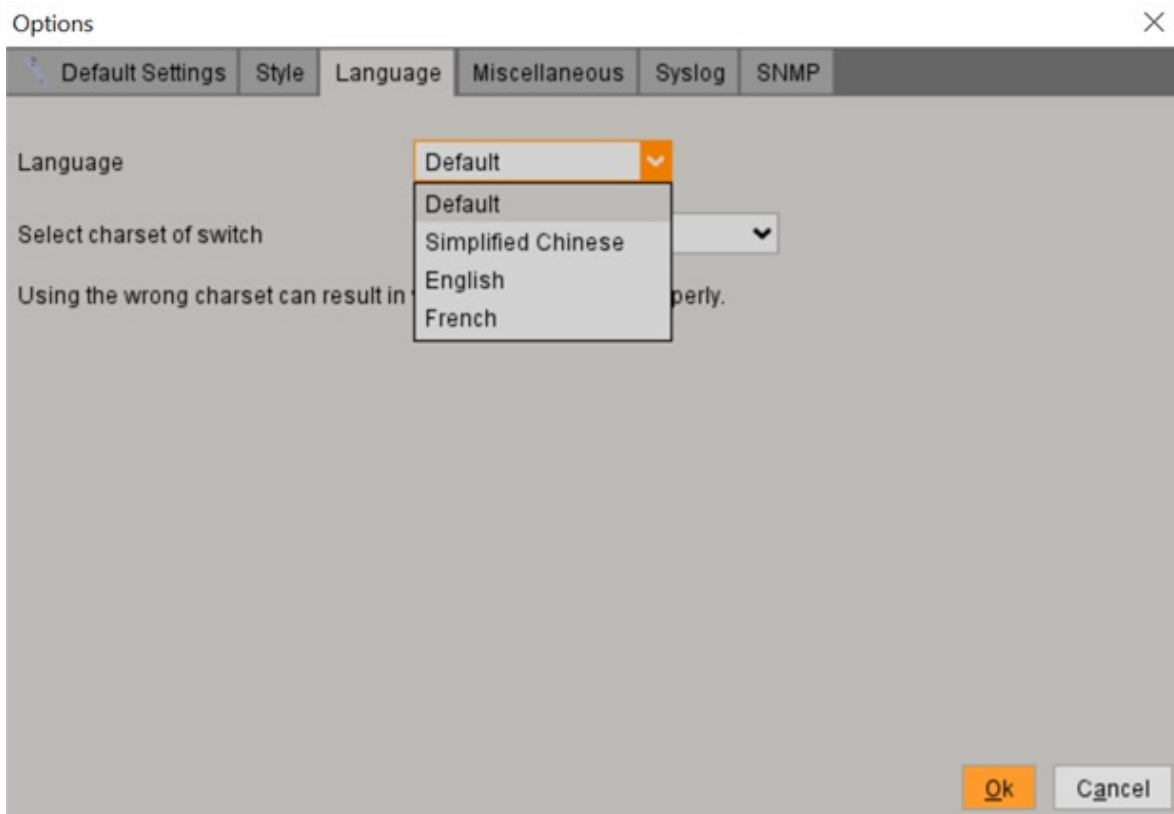 Options
Default Settings Style Language Miscellaneous Syslog SNMP
Language Default
Default
Select charset of switch
Simplified Chinese
English
Using the wrong charset can result in perly.
French
Ok Cancel